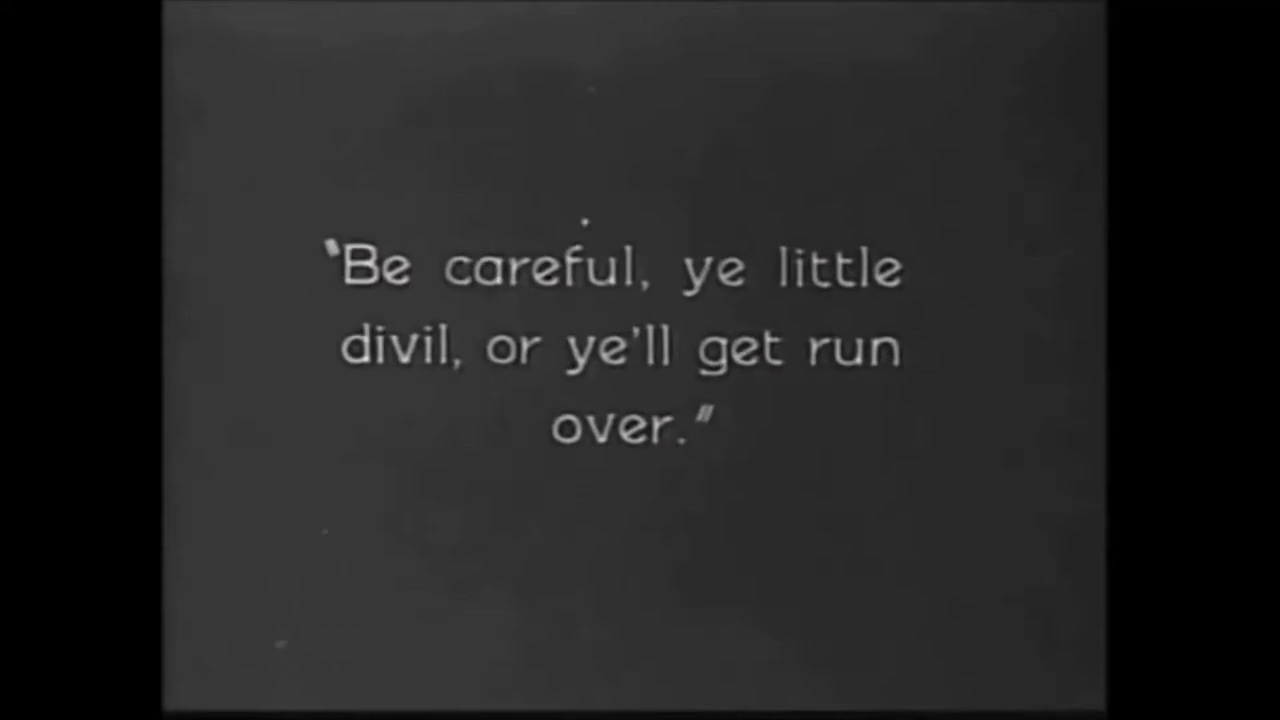 "Be careful, ye little
divil, or ye'll get run
over."